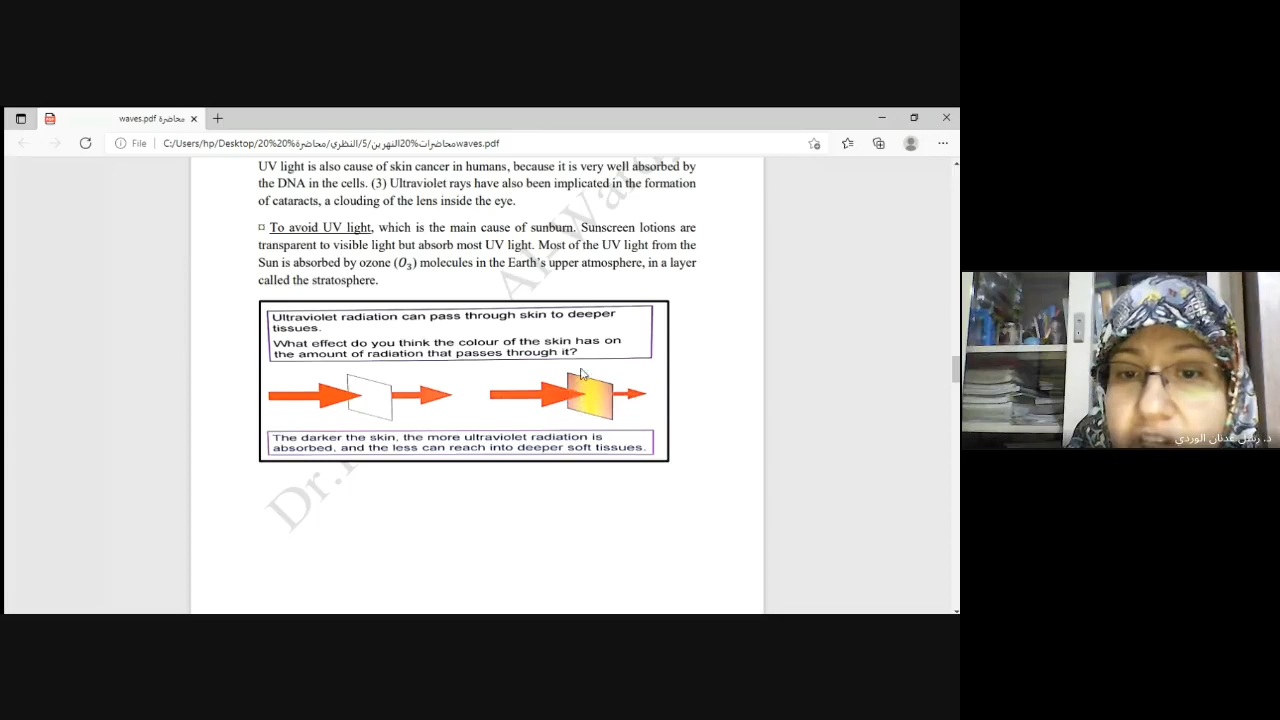 محاضرة waves.pdf
File
C:/Users/hp/Desktop/20%20محاضرات%20النهرين/5/النظري/محاضرة%waves.pdf
UV light is also cause of skin cancer in humans, because it is very well absorbed by
the DNA in the cells. (3) Ultraviolet rays have also been implicated in the formation
of cataracts, a clouding of the lens inside the eye.
To avoid UV light, which is the main cause of sunburn. Sunscreen lotions are
transparent to visible light but absorb most UV light. Most of the UV light from the
Sun is absorbed by ozone (O₃) molecules in the Earth's upper atmosphere, in a layer
called the stratosphere.
Ultraviolet radiation can pass through skin to deeper
tissues.
What effect do you think the colour of the skin has on
the amount of radiation that passes through it?
The darker the skin, the more ultraviolet radiation is
absorbed, and the less can reach into deeper soft tissues.
Dr.
د. رسل عدنان الوردي